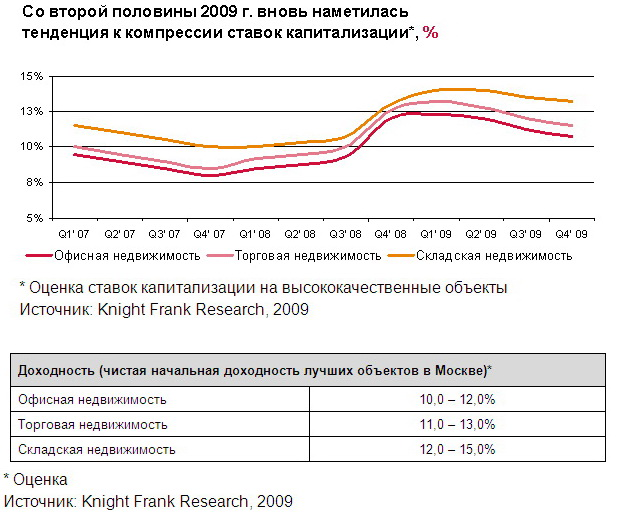 Со второй половины 2009 г. вновь наметилась
тенденция к компрессии ставок капитализации*, %
15%
13%
10%
8%
5%
Q1' 07 Q2' 07 Q3' 07 Q4' 07 Q1' 08 Q2' 08 Q3' 08 Q4' 08 Q1' 09 Q2' 09 Q3' 09 Q4' 09
Офисная недвижимость Торговая недвижимость Складская недвижимость
* Оценка ставок капитализации на высококачественные объекты
Источник: Knight Frank Research, 2009
Доходность (чистая начальная доходность лучших объектов в Москве)*
Офисная недвижимость 10,0 – 12,0%
Торговая недвижимость 11,0 – 13,0%
Складская недвижимость 12,0 – 15,0%
* Оценка
Источник: Knight Frank Research, 2009